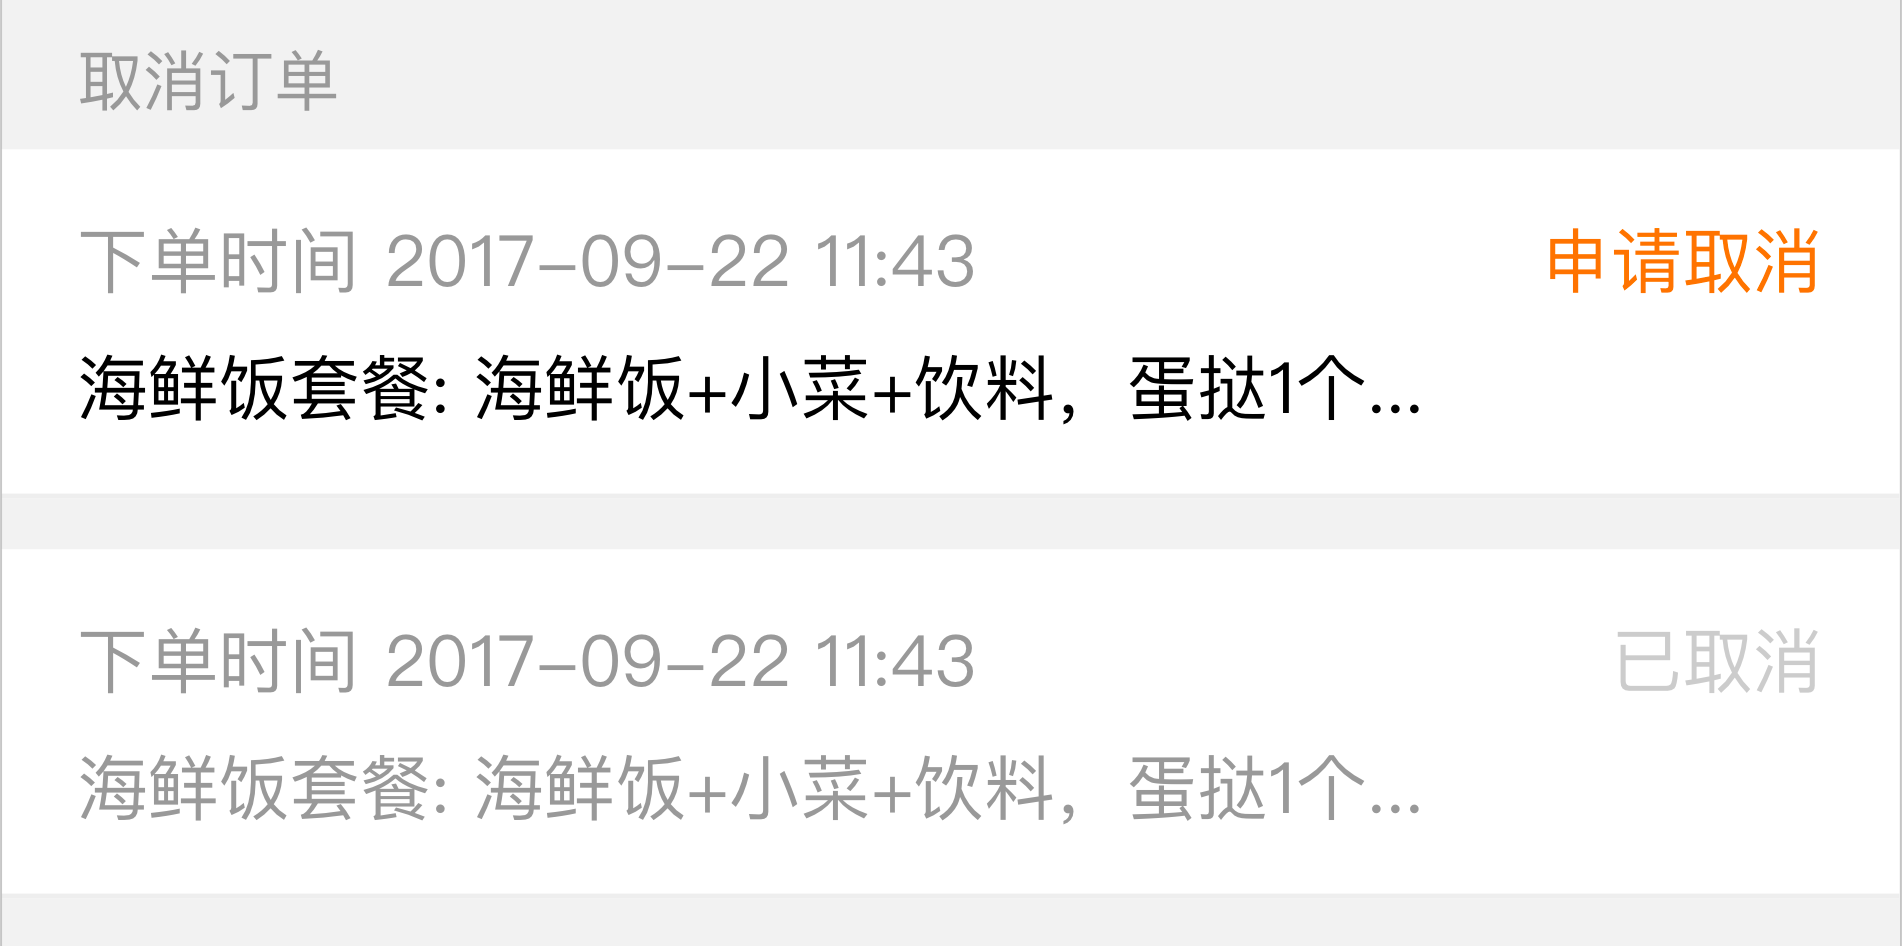 取消订单
下单时间 2017-09-22 11:43 申请取消
海鲜饭套餐: 海鲜饭+小菜+饮料，蛋挞1个...
下单时间 2017-09-22 11:43 已取消
海鲜饭套餐: 海鲜饭+小菜+饮料，蛋挞1个...